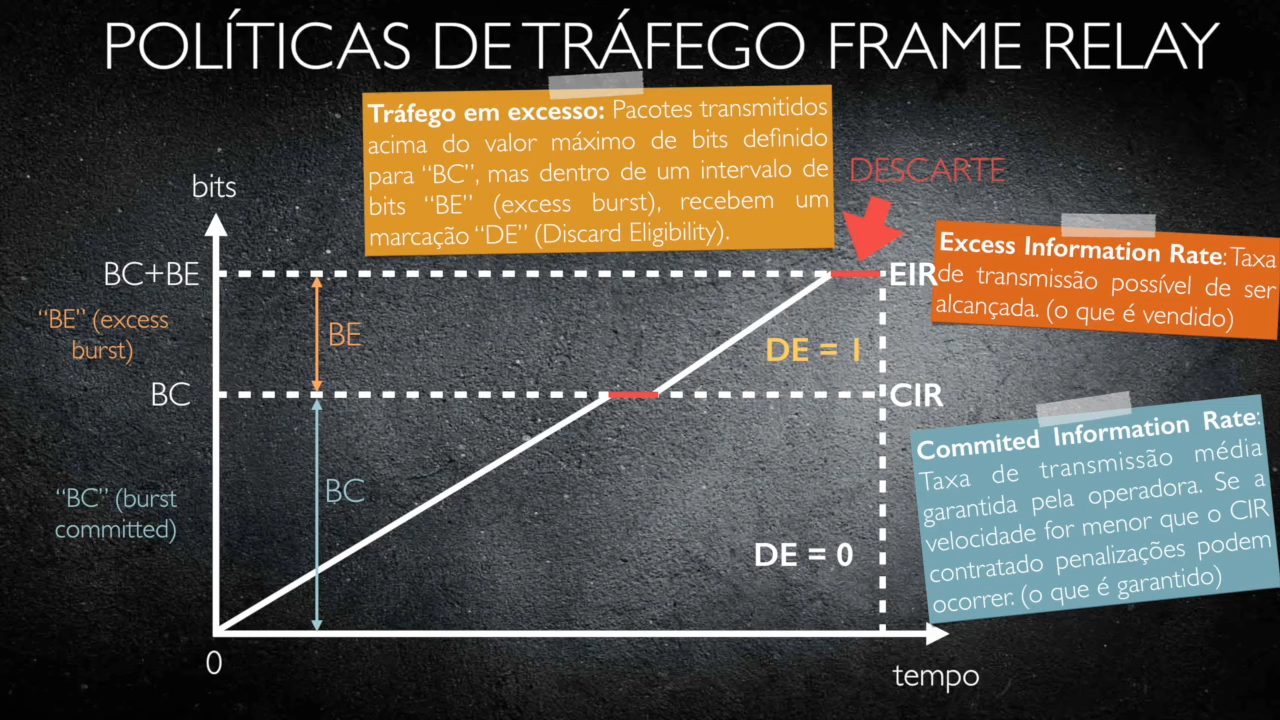 POLÍTICAS DE TRÁFEGO FRAME RELAY
Tráfego em excesso: Pacotes transmitidos
acima do valor máximo de bits definido
para “BC”, mas dentro de um intervalo de
bits “BE” (excess burst), recebem um
marcação “DE” (Discard Eligibility).
DESCARTE
bits
Excess Information Rate: Taxa
de transmissão possível de ser
alcançada. (o que é vendido)
BC+BE
EIR
“BE” (excess
burst)
BE
DE = 1
BC
CIR
Commited Information Rate:
Taxa de transmissão média
garantida pela operadora. Se a
velocidade for menor que o CIR
contratado penalizações podem
ocorrer. (o que é garantido)
“BC” (burst
committed)
BC
DE = 0
0
tempo